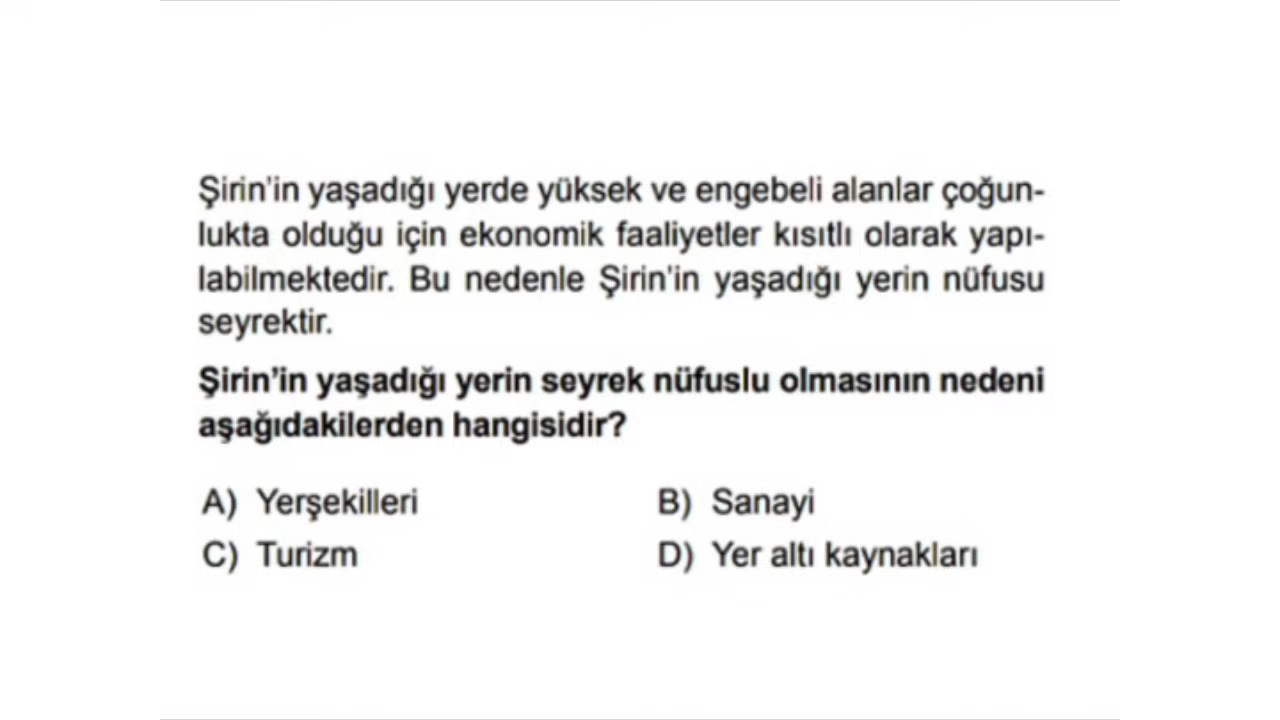 Şirin'in yaşadığı yerde yüksek ve engebeli alanlar çoğun-
lukta olduğu için ekonomik faaliyetler kısıtlı olarak yapı-
labilmektedir. Bu nedenle Şirin'in yaşadığı yerin nüfusu
seyrektir.
Şirin'in yaşadığı yerin seyrek nüfuslu olmasının nedeni
aşağıdakilerden hangisidir?
A) Yerşekilleri B) Sanayi
C) Turizm D) Yer altı kaynakları